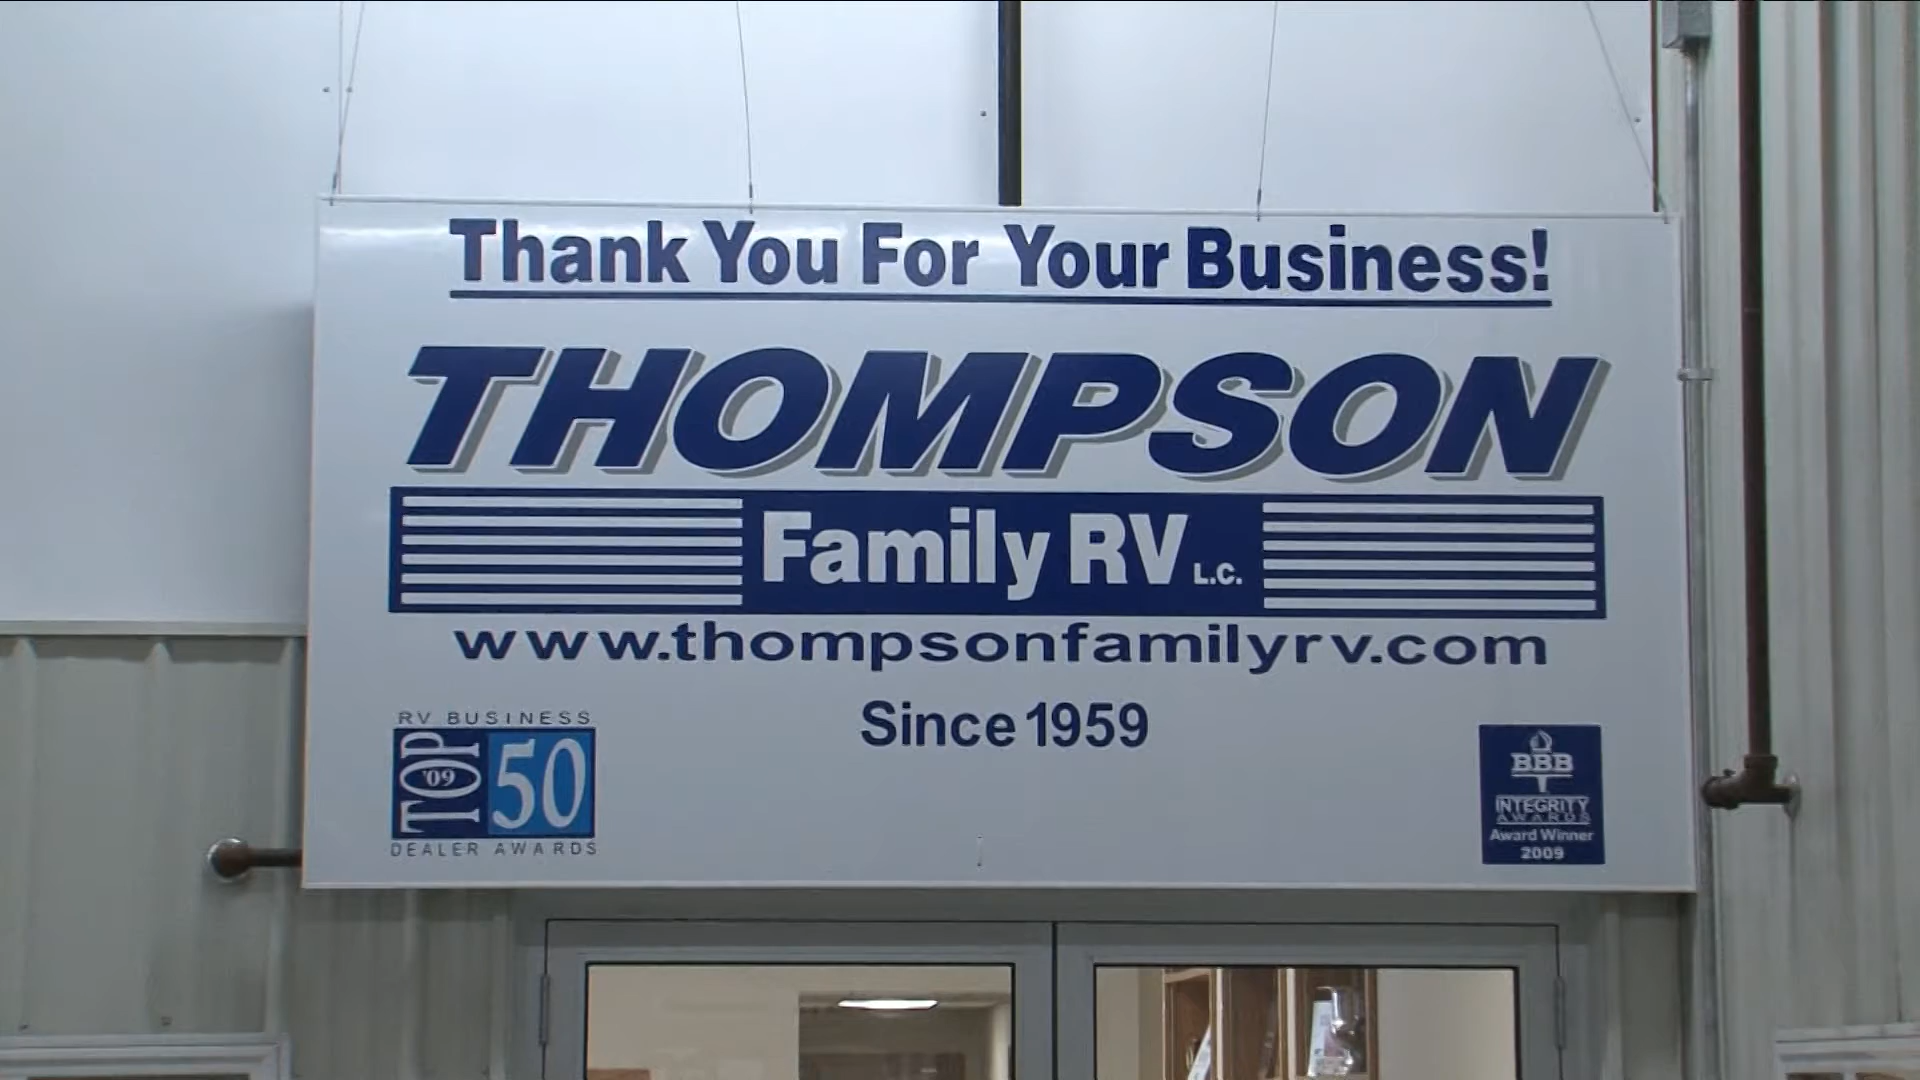 Thank You For Your Business!
THOMPSON
Family RV L.C.
www.thompsonfamilyrv.com
Since 1959
RV BUSINESS
TOP '09 50
DEALER AWARDS
BBB
INTEGRITY
AWARDS
Award Winner
2009